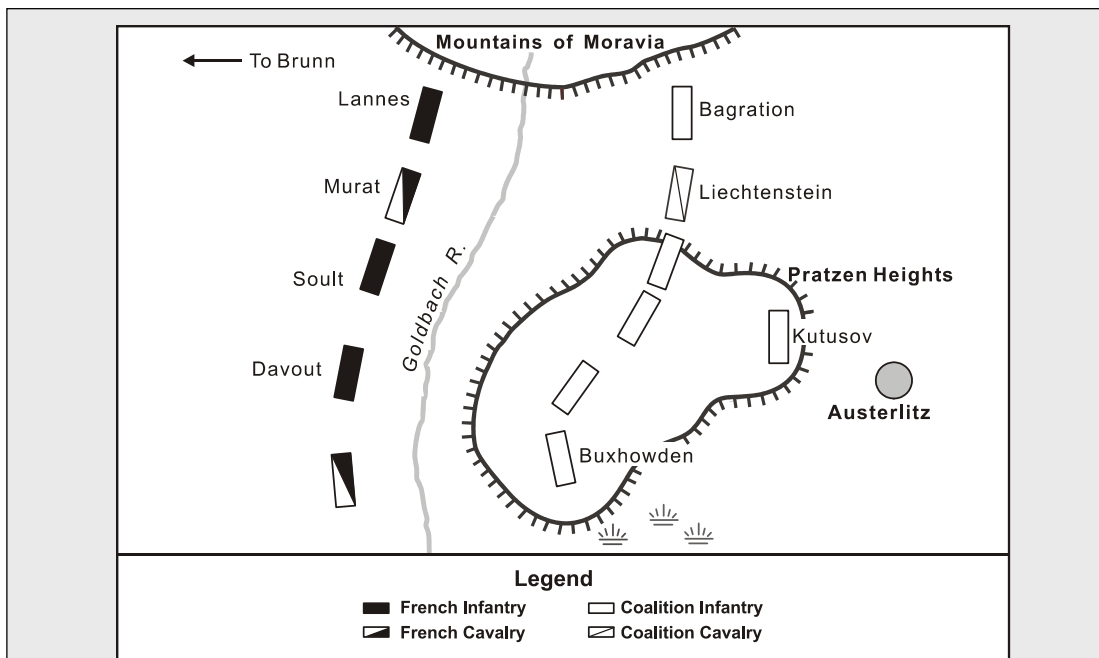 Mountains of Moravia
To Brunn
Lannes
Bagration
Murat
Liechtenstein
Soult
Goldbach R.
Pratzen Heights
Davout
Kutusov
Austerlitz
Buxhowden
Legend
French Infantry
Coalition Infantry
French Cavalry
Coalition Cavalry